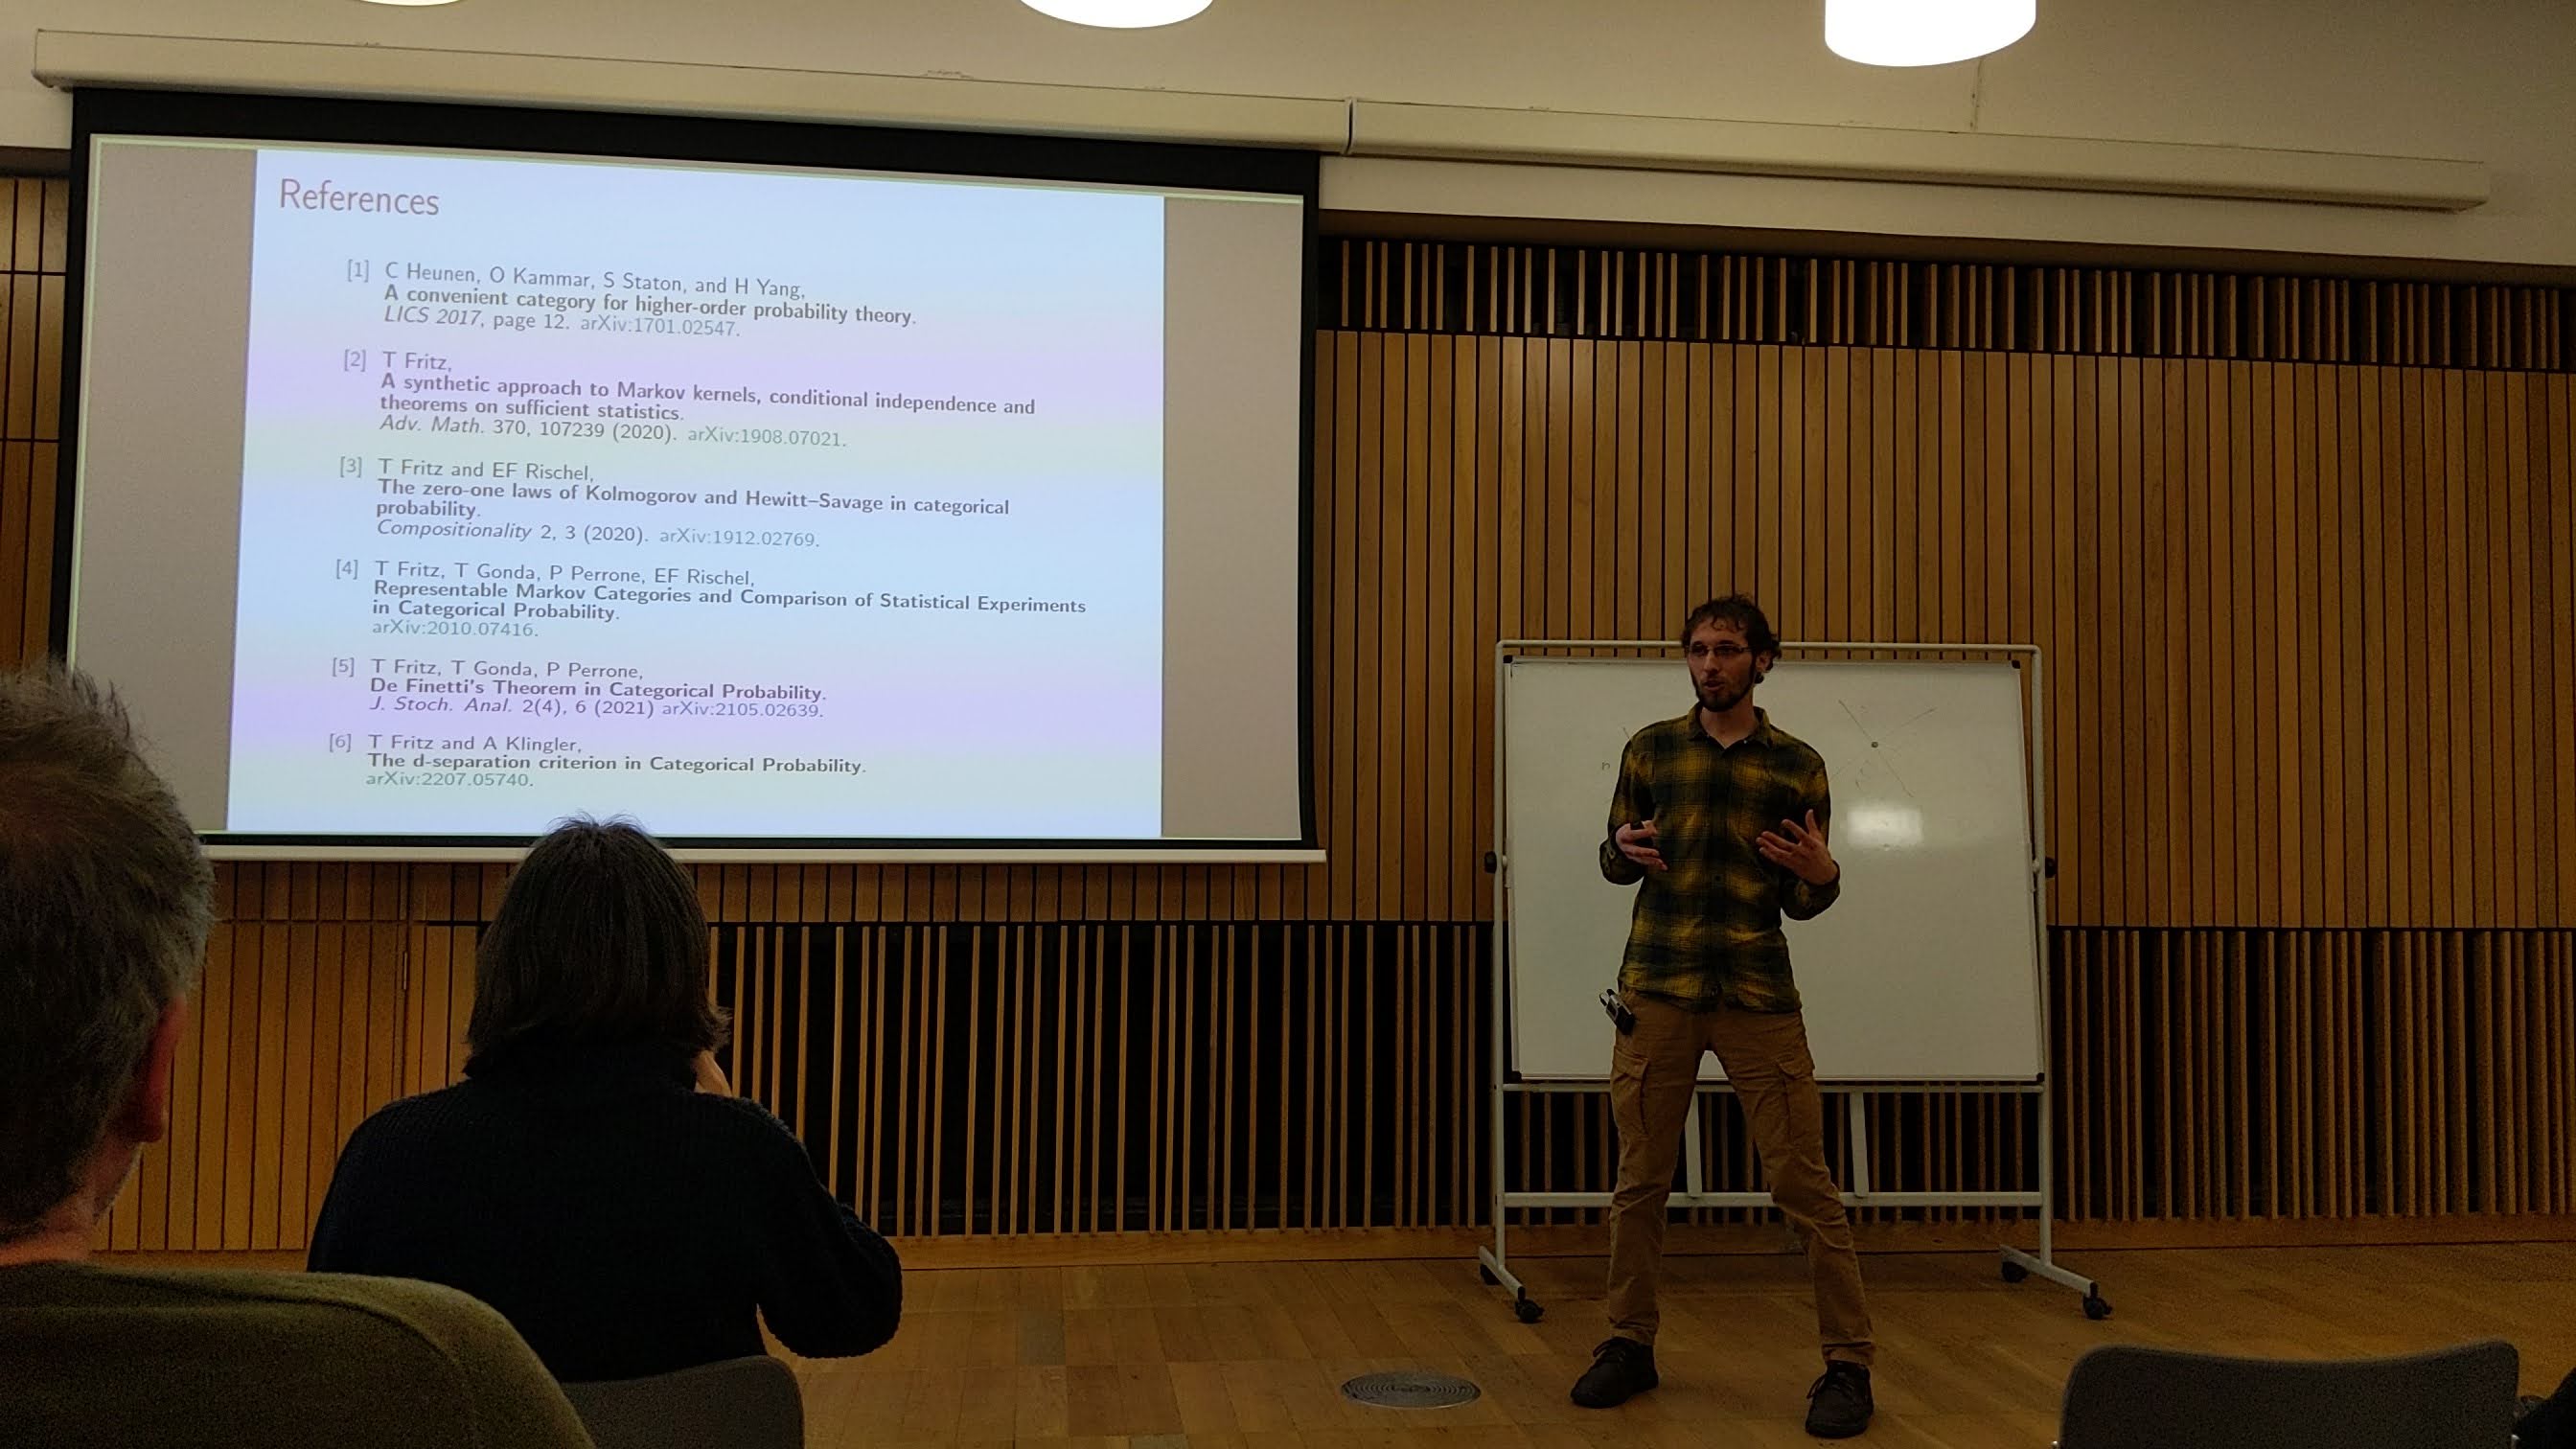 References
[1] C Heunen, O Kammar, S Staton, and H Yang,
A convenient category for higher-order probability theory.
LICS 2017, page 12. arXiv:1701.02547.
[2] T Fritz,
A synthetic approach to Markov kernels, conditional independence and
theorems on sufficient statistics.
Adv. Math. 370, 107239 (2020). arXiv:1908.07021.
[3] T Fritz and EF Rischel,
The zero-one laws of Kolmogorov and Hewitt–Savage in categorical
probability.
Compositionality 2, 3 (2020). arXiv:1912.02769.
[4] T Fritz, T Gonda, P Perrone, EF Rischel,
Representable Markov Categories and Comparison of Statistical Experiments
in Categorical Probability.
arXiv:2010.07416.
[5] T Fritz, T Gonda, P Perrone,
De Finetti's Theorem in Categorical Probability.
J. Stoch. Anal. 2(4), 6 (2021) arXiv:2105.02639.
[6] T Fritz and A Klingler,
The d-separation criterion in Categorical Probability.
arXiv:2207.05740.